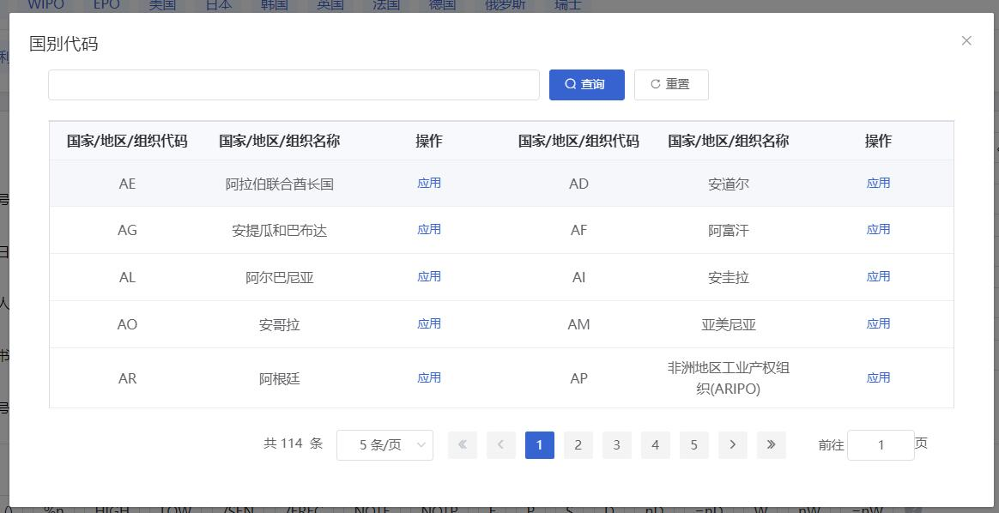 WIPO EPO 美国 日本 韩国 英国 法国 德国 俄罗斯 瑞士
国别代码
利
查询 重置
国家/地区/组织代码 国家/地区/组织名称 操作 国家/地区/组织代码 国家/地区/组织名称 操作
AE 阿拉伯联合酋长国 应用 AD 安道尔 应用
号
AG 安提瓜和巴布达 应用 AF 阿富汗 应用
日
AL 阿尔巴尼亚 应用 AI 安圭拉 应用
人
AO 安哥拉 应用 AM 亚美尼亚 应用
书
AR 阿根廷 应用 AP 非洲地区工业产权组
织(ARIPO) 应用
号
共 114 条 5 条/页 « < 1 2 3 4 5 > » 前往 1 页
HIGH LOW /SEN /FREC NOTE NOTP F P S D nD =nD W nW =nW